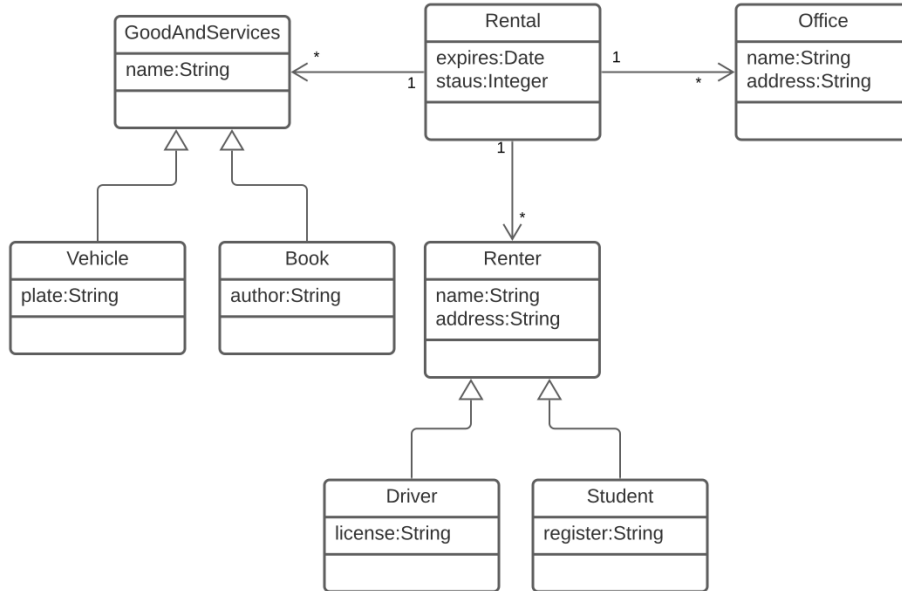 GoodAndServices
name:String
*
1
Rental
expires:Date
staus:Integer
1
*
Office
name:String
address:String
1
*
Vehicle
plate:String
Book
author:String
Renter
name:String
address:String
Driver
license:String
Student
register:String